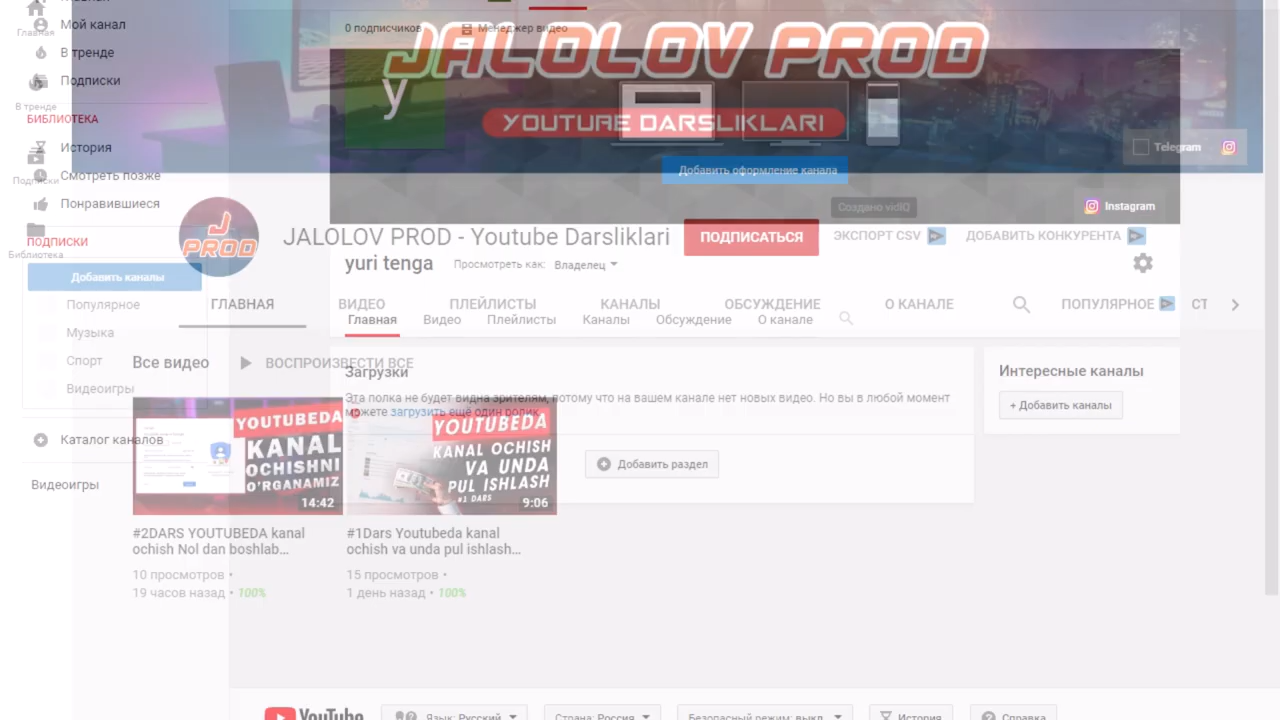 Мой канал
Главная
0 подписчиков
Менеджер видео
JALOLOV PROD
В тренде
Подписки
В тренде
БИБЛИОТЕКА
y
YOUTUBE DARSLIKLARI
История
Telegram
Смотреть позже
Подписки
Добавить оформление канала
Понравившиеся
Создано vidIQ
Instagram
J PROD
JALOLOV PROD - Youtube Darsliklari
ПОДПИСАТЬСЯ
ЭКСПОРТ CSV
ДОБАВИТЬ КОНКУРЕНТА
ПОДПИСКИ
Библиотека
yuri tenga
Просмотреть как:
Владелец
Добавить каналы
Популярное
ГЛАВНАЯ
ВИДЕО
ПЛЕЙЛИСТЫ
КАНАЛЫ
ОБСУЖДЕНИЕ
О КАНАЛЕ
ПОПУЛЯРНОЕ
СТ
Главная
Видео
Плейлисты
Каналы
Обсуждение
О канале
Музыка
Спорт
Видеоигры
Все видео
ВОСПРОИЗВЕСТИ ВСЕ
Загрузки
Интересные каналы
Эта полка не будет видна зрителям, потому что на вашем канале нет новых видео. Но вы в любой момент
можете загрузить ещё один ролик.
+ Добавить каналы
YOUTUBEDA
KANAL
OCHISHNI
O'RGANAMIZ
14:42
YOUTUBEDA
KANAL OCHISH
VA UNDA
PUL ISHLASH
#1 DARS
9:06
Каталог каналов
Добавить раздел
Видеоигры
#2DARS YOUTUBEDA kanal
ochish Nol dan boshlab...
10 просмотров •
19 часов назад • 100%
#1Dars Youtubeda kanal
ochish va unda pul ishlash...
15 просмотров •
1 день назад • 100%
YouTube
Язык: Русский
Страна: Россия
Безопасный режим: выкл.
История
Справка